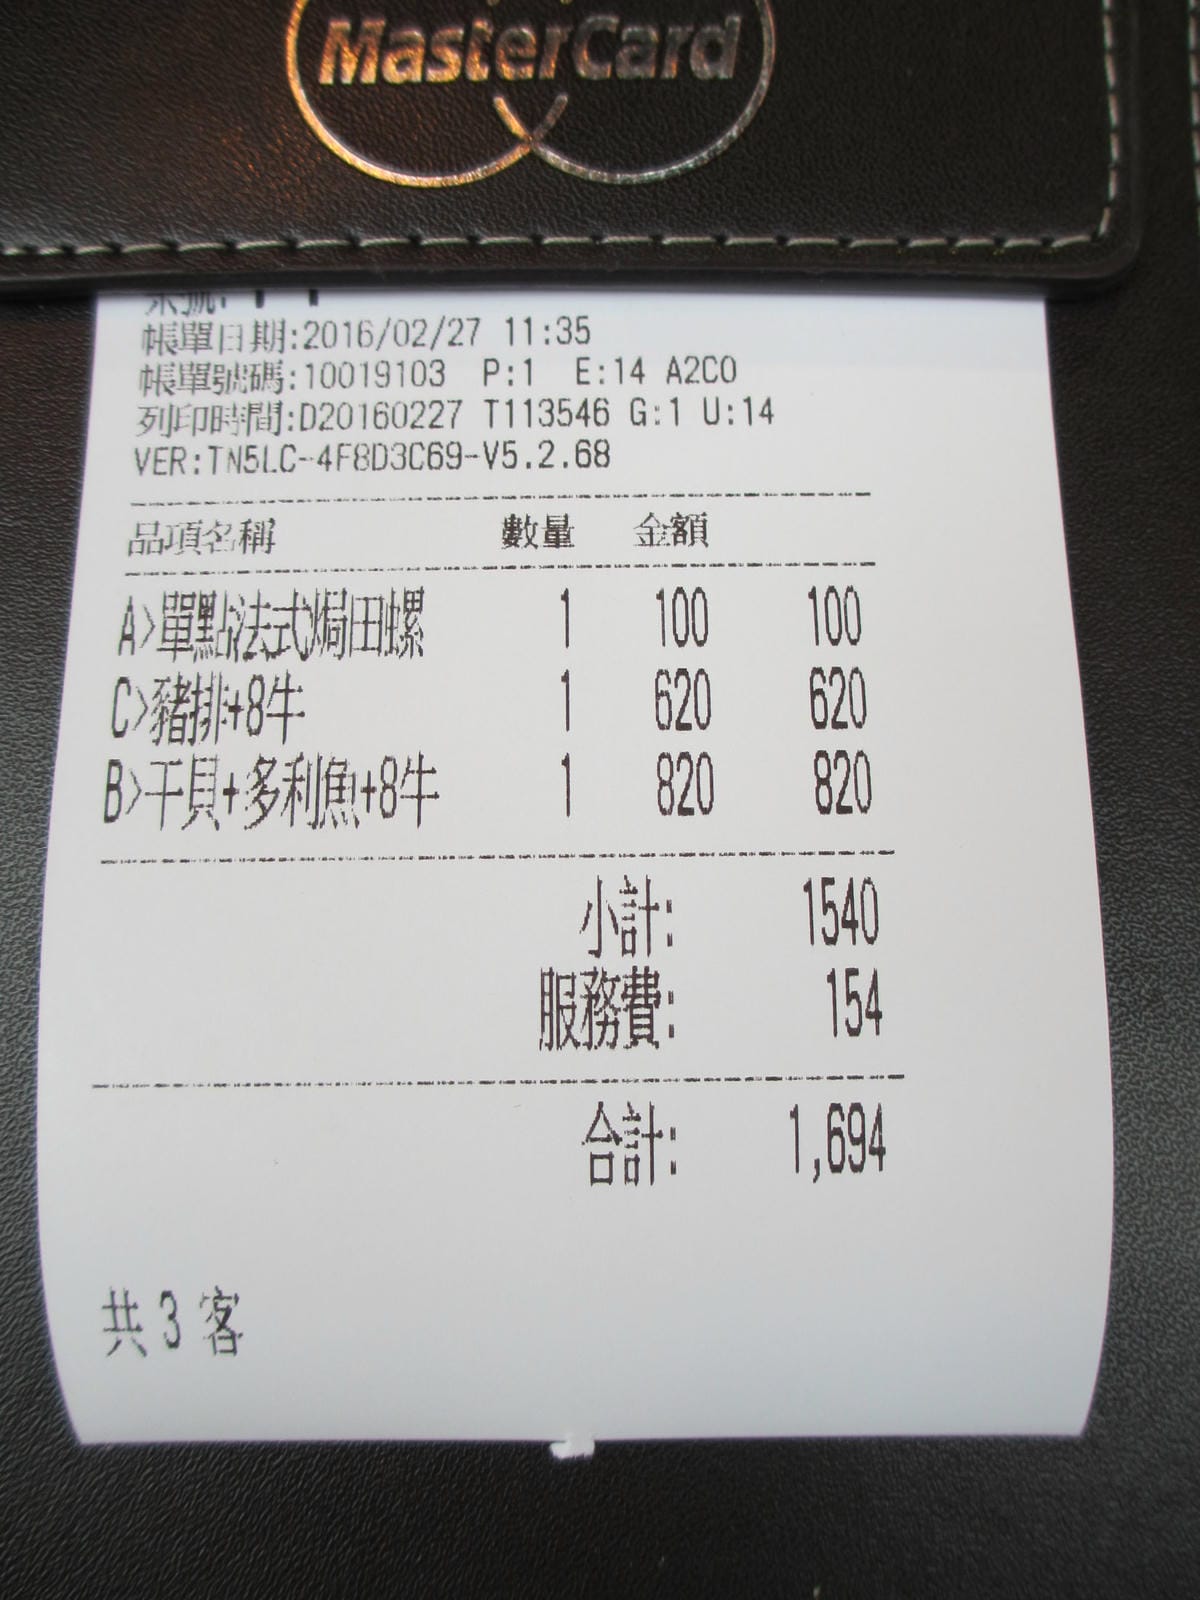 MasterCard
桌號:
帳單日期:2016/02/27 11:35
帳單號碼:10019103 P:1 E:14 A2C0
列印時間:D20160227 T113546 G:1 U:14
VER:TN5LC-4F8D3C69-V5.2.68
品項名稱 數量 金額
A>單點法式焗田螺 1 100 100
C>豬排+8牛 1 620 620
B>干貝+多利魚+8牛 1 820 820
小計: 1540
服務費: 154
合計: 1,694
共3客